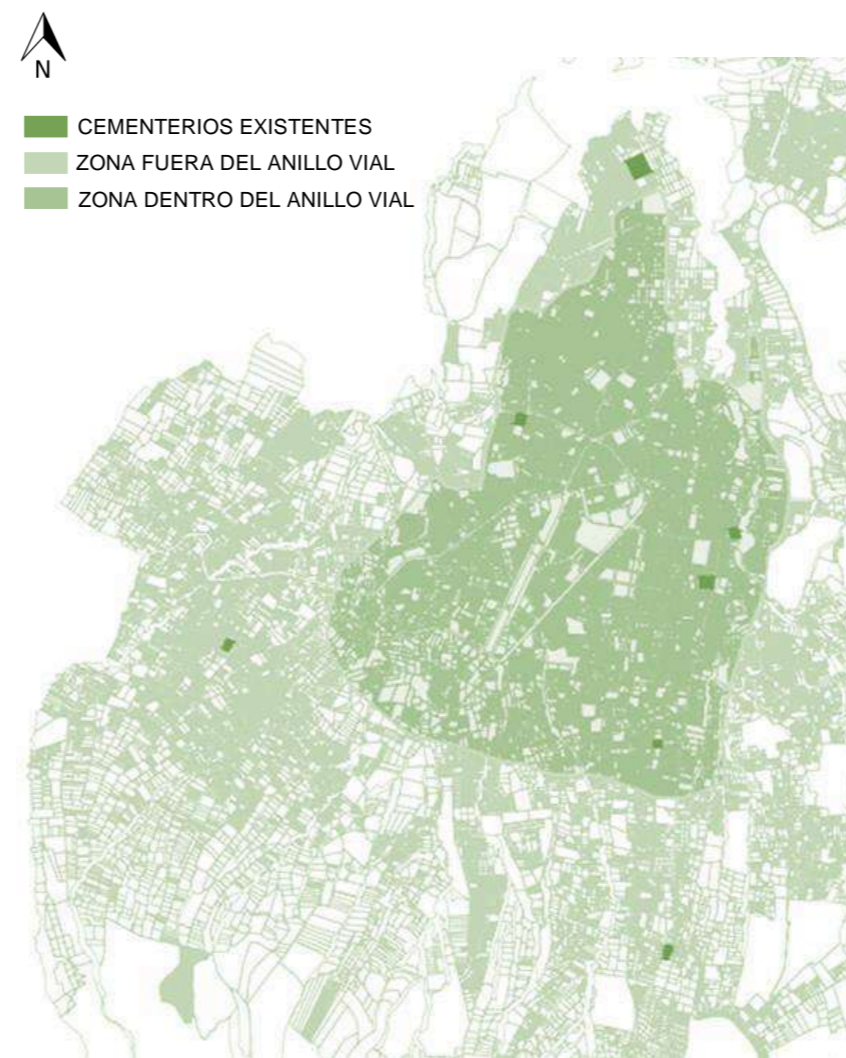 N
CEMENTERIOS EXISTENTES
ZONA FUERA DEL ANILLO VIAL
ZONA DENTRO DEL ANILLO VIAL